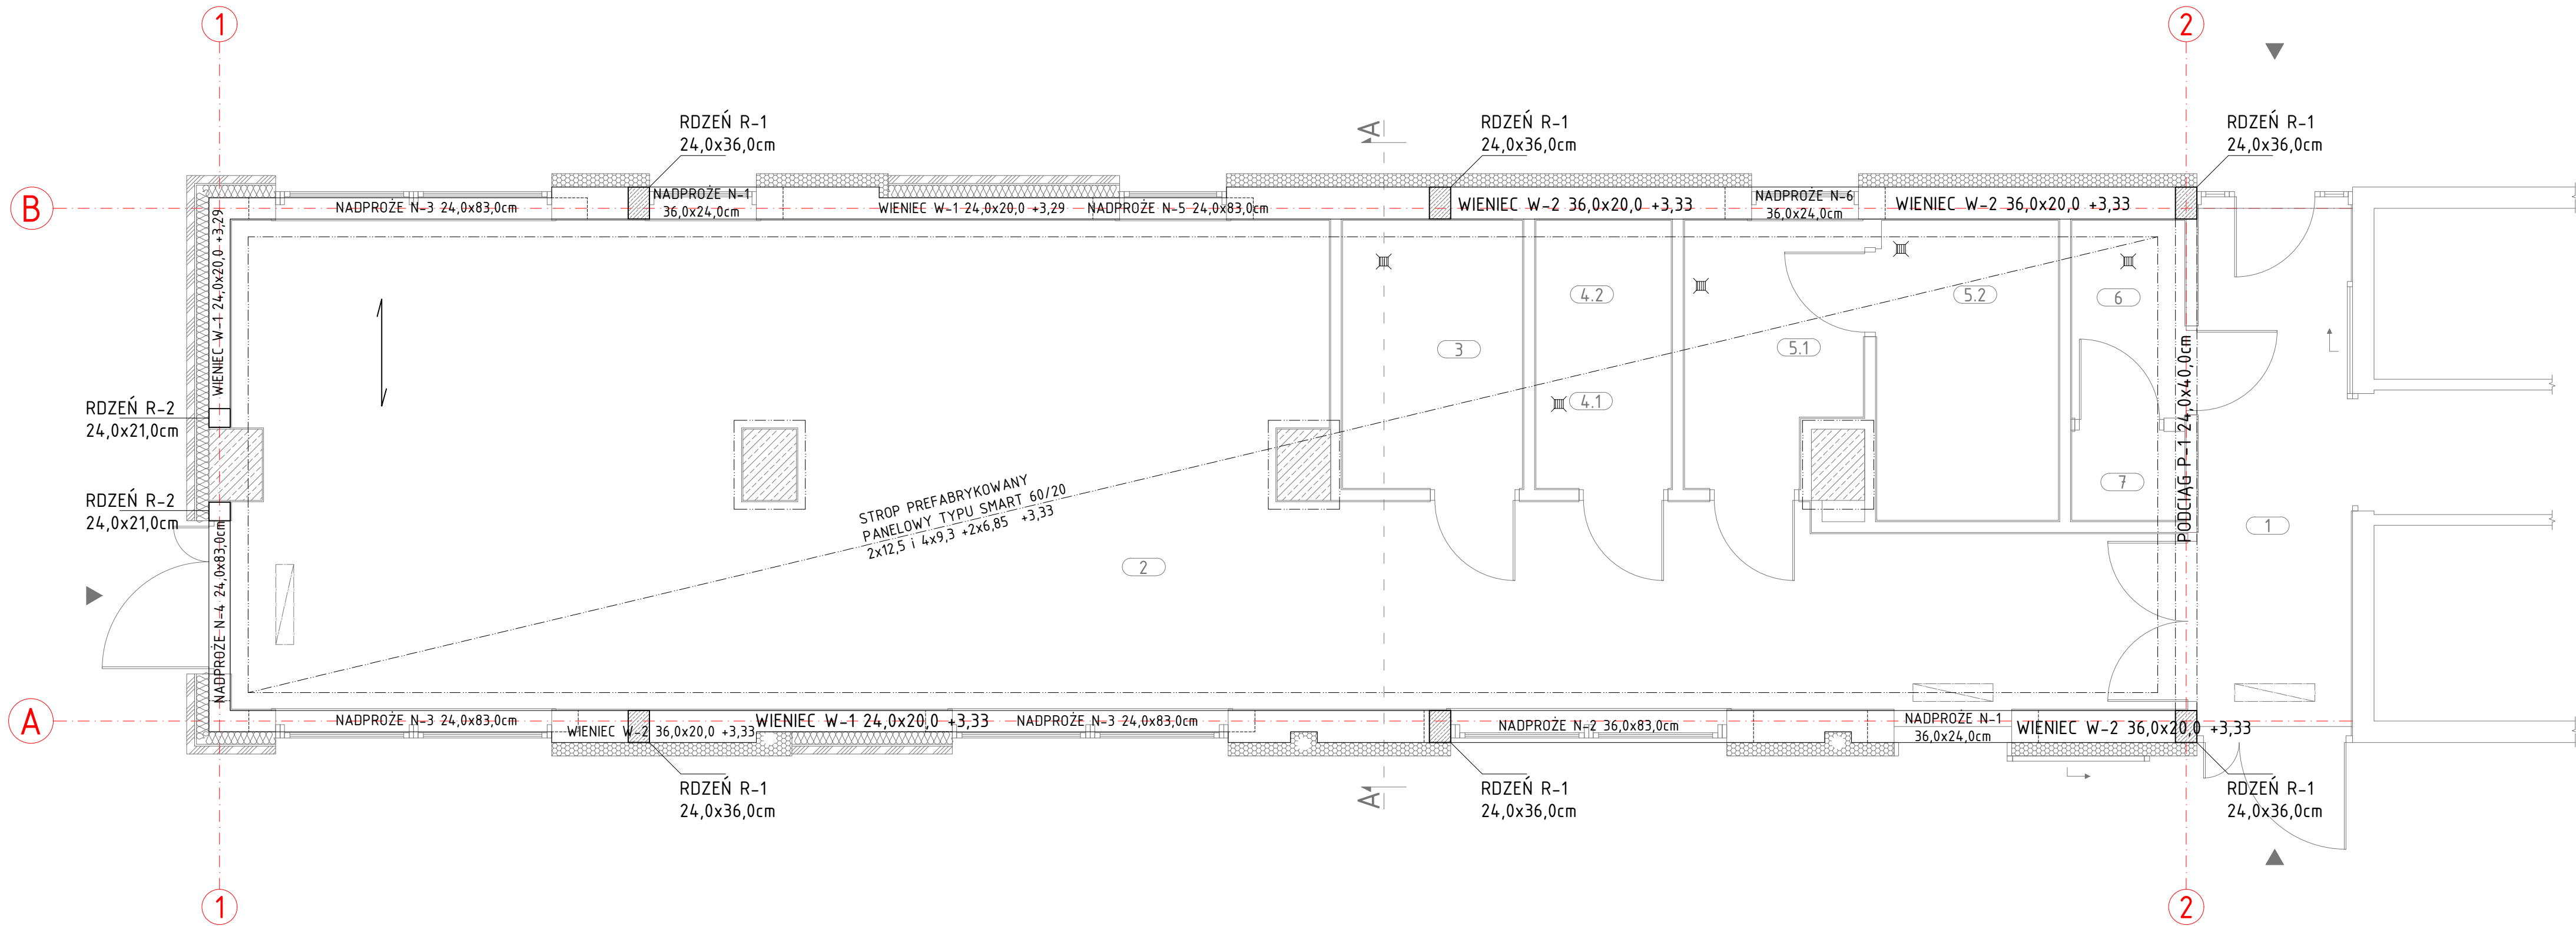 1
2
RDZEŃ R-1
24,0x36,0cm
A
RDZEŃ R-1
24,0x36,0cm
RDZEŃ R-1
24,0x36,0cm
B
NADPROŻE N-3 24,0x83,0cm
NADPROŻE N-1
36,0x24,0cm
WIENIEC W-1 24,0x20,0 +3,29
NADPROŻE N-5 24,0x83,0cm
WIENIEC W-2 36,0x20,0 +3,33
NADPROŻE N-6
36,0x24,0cm
WIENIEC W-2 36,0x20,0 +3,33
WIENIEC W-1 24,0x20,0 +3,29
4.2
5.2
6
3
5.1
4.1
PODCIĄG P-1 24,0x40,0cm
RDZEŃ R-2
24,0x21,0cm
RDZEŃ R-2
24,0x21,0cm
STROP PREFABRYKOWANY
PANELOWY TYPU SMART 60/20
2x12,5 i 4x9,3 +2x6,85 +3,33
7
1
2
NADPROŻE N-4 24,0x83,0cm
A
NADPROŻE N-3 24,0x83,0cm
WIENIEC W-2 36,0x20,0 +3,33
WIENIEC W-1 24,0x20,0 +3,33
NADPROŻE N-3 24,0x83,0cm
NADPROŻE N-2 36,0x83,0cm
NADPROŻE N-1
36,0x24,0cm
WIENIEC W-2 36,0x20,0 +3,33
RDZEŃ R-1
24,0x36,0cm
A
RDZEŃ R-1
24,0x36,0cm
RDZEŃ R-1
24,0x36,0cm
1
2